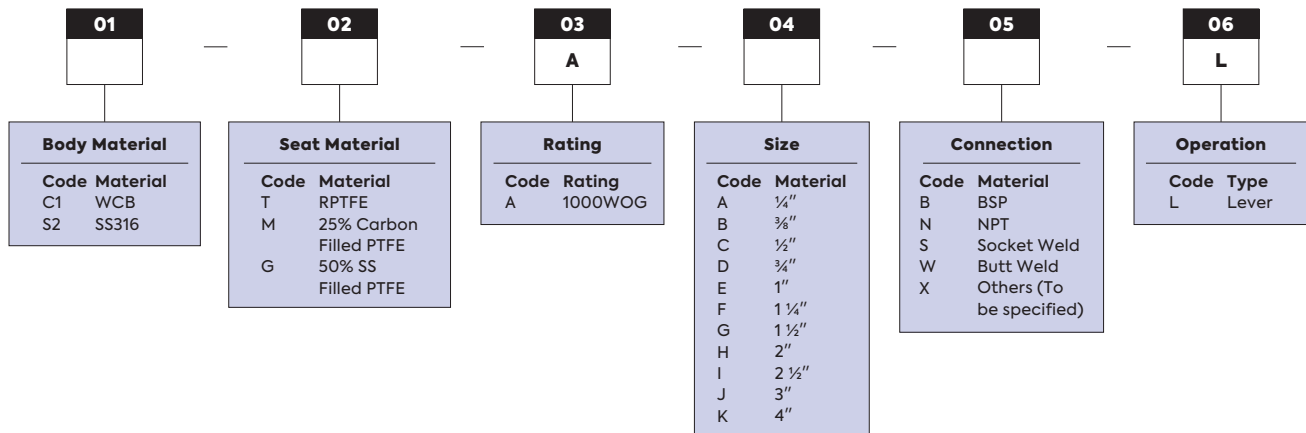 01 — 02 — 03 — 04 — 05 — 06
A L
Body Material
Code Material
C1 WCB
S2 SS316
Seat Material
Code Material
T RPTFE
M 25% Carbon
Filled PTFE
G 50% SS
Filled PTFE
Rating
Code Rating
A 1000WOG
Size
Code Material
A ¼"
B ⅜"
C ½"
D ¾"
E 1"
F 1 ¼"
G 1 ½"
H 2"
I 2 ½"
J 3"
K 4"
Connection
Code Material
B BSP
N NPT
S Socket Weld
W Butt Weld
X Others (To
be specified)
Operation
Code Type
L Lever